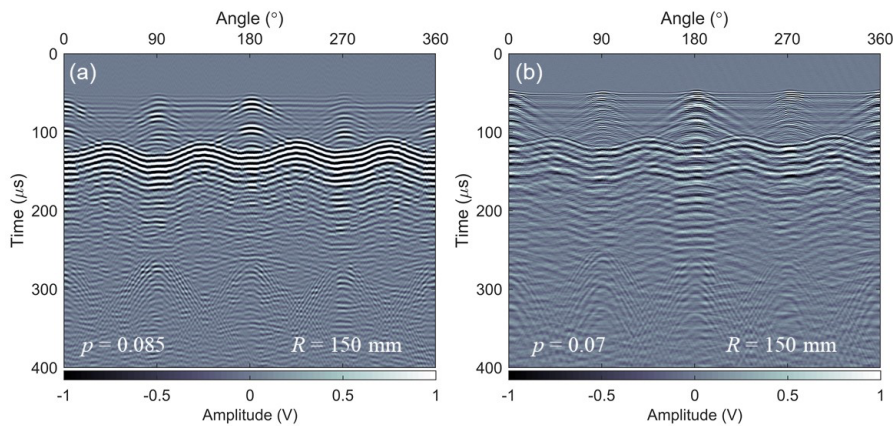 Angle (°)
0 90 180 270 360
(a)
0
100
200
300
400
Time (μs)
p = 0.085 R = 150 mm
-1 -0.5 0 0.5 1
Amplitude (V)
Angle (°)
0 90 180 270 360
(b)
0
100
200
300
400
Time (μs)
p = 0.07 R = 150 mm
-1 -0.5 0 0.5 1
Amplitude (V)